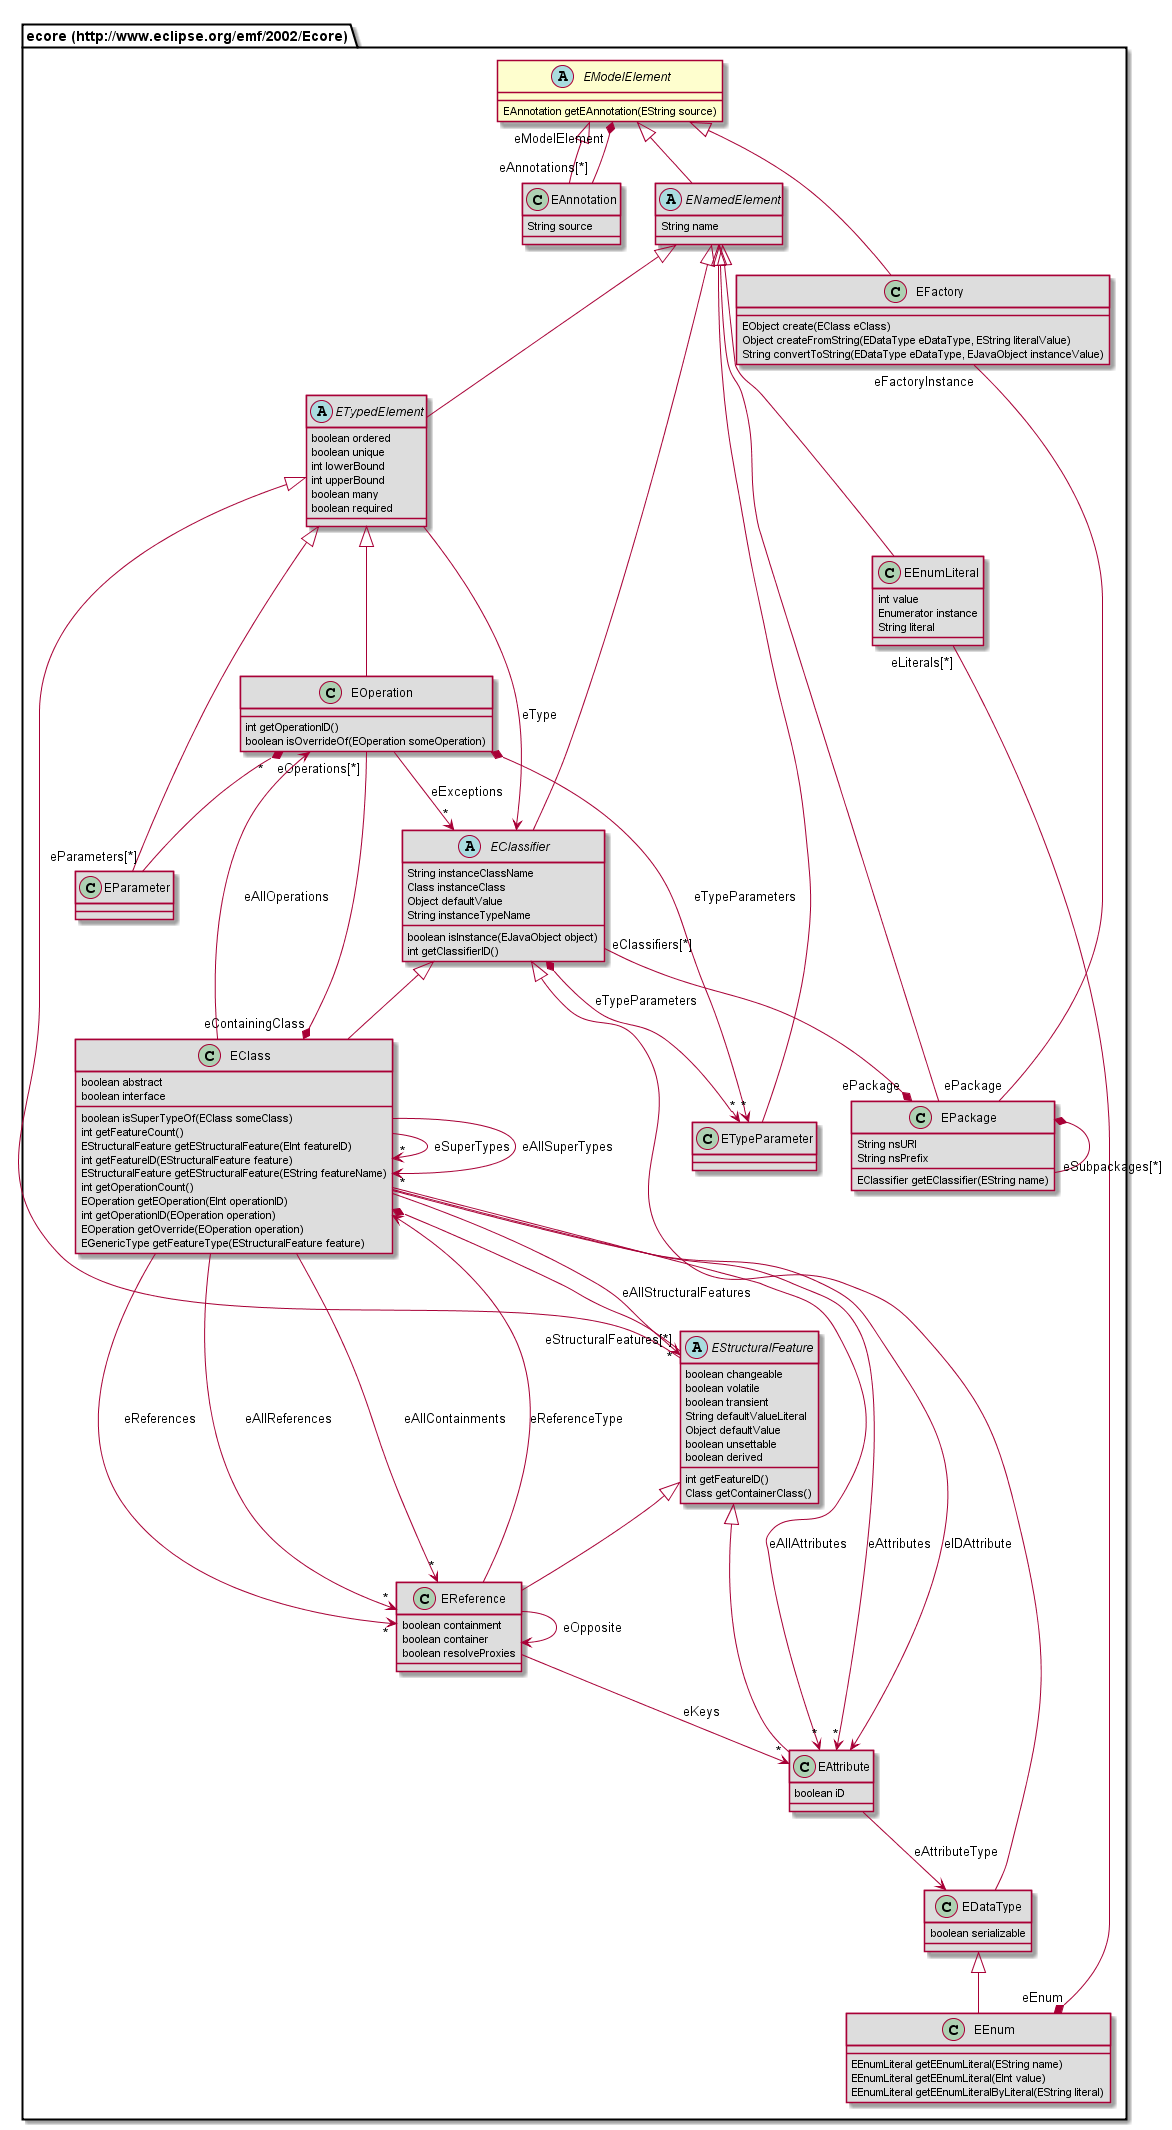 ecore (http://www.eclipse.org/emf/2002/Ecore)
A EModelElement
EAnnotation getEAnnotation(EString source)
eModelElement
eAnnotations[*]
C EAnnotation
String source
A ENamedElement
String name
C EFactory
EObject create(EClass eClass)
Object createFromString(EDataType eDataType, EString literalValue)
String convertToString(EDataType eDataType, EJavaObject instanceValue)
eFactoryInstance
A ETypedElement
boolean ordered
boolean unique
int lowerBound
int upperBound
boolean many
boolean required
C EEnumLiteral
int value
Enumerator instance
String literal
eLiterals[*]
C EOperation
int getOperationID()
boolean isOverrideOf(EOperation someOperation)
eType
*
eOperations[*]
eExceptions
*
A EClassifier
String instanceClassName
Class instanceClass
Object defaultValue
String instanceTypeName
boolean isInstance(EJavaObject object)
int getClassifierID()
eParameters[*]
C EParameter
eAllOperations
eTypeParameters
eClassifiers[*]
eTypeParameters
eContainingClass
C EClass
boolean abstract
boolean interface
boolean isSuperTypeOf(EClass someClass)
int getFeatureCount()
EStructuralFeature getEStructuralFeature(EInt featureID)
int getFeatureID(EStructuralFeature feature)
EStructuralFeature getEStructuralFeature(EString featureName)
int getOperationCount()
EOperation getEOperation(EInt operationID)
int getOperationID(EOperation operation)
EOperation getOverride(EOperation operation)
EGenericType getFeatureType(EStructuralFeature feature)
*
eSuperTypes
eAllSuperTypes
*
* *
C ETypeParameter
ePackage
ePackage
C EPackage
String nsURI
String nsPrefix
EClassifier getEClassifier(EString name)
eSubpackages[*]
eAllStructuralFeatures
eStructuralFeatures[*]
*
A EStructuralFeature
boolean changeable
boolean volatile
boolean transient
String defaultValueLiteral
Object defaultValue
boolean unsettable
boolean derived
int getFeatureID()
Class getContainerClass()
eReferences
eAllReferences
eAllContainments
eReferenceType
eAllAttributes
eAttributes
eIDAttribute
*
*
*
C EReference
boolean containment
boolean container
boolean resolveProxies
eOpposite
eKeys
*
*
*
C EAttribute
boolean iD
eAttributeType
C EDataType
boolean serializable
eEnum
C EEnum
EEnumLiteral getEEnumLiteral(EString name)
EEnumLiteral getEEnumLiteral(EInt value)
EEnumLiteral getEEnumLiteralByLiteral(EString literal)